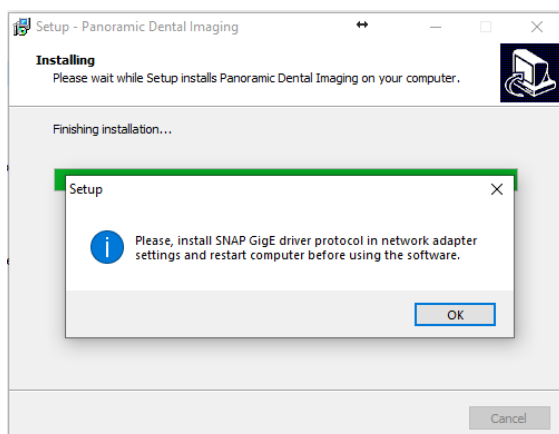 Setup - Panoramic Dental Imaging
Installing
Please wait while Setup installs Panoramic Dental Imaging on your computer.
Finishing installation...
Setup
Please, install SNAP GigE driver protocol in network adapter
settings and restart computer before using the software.
OK
Cancel